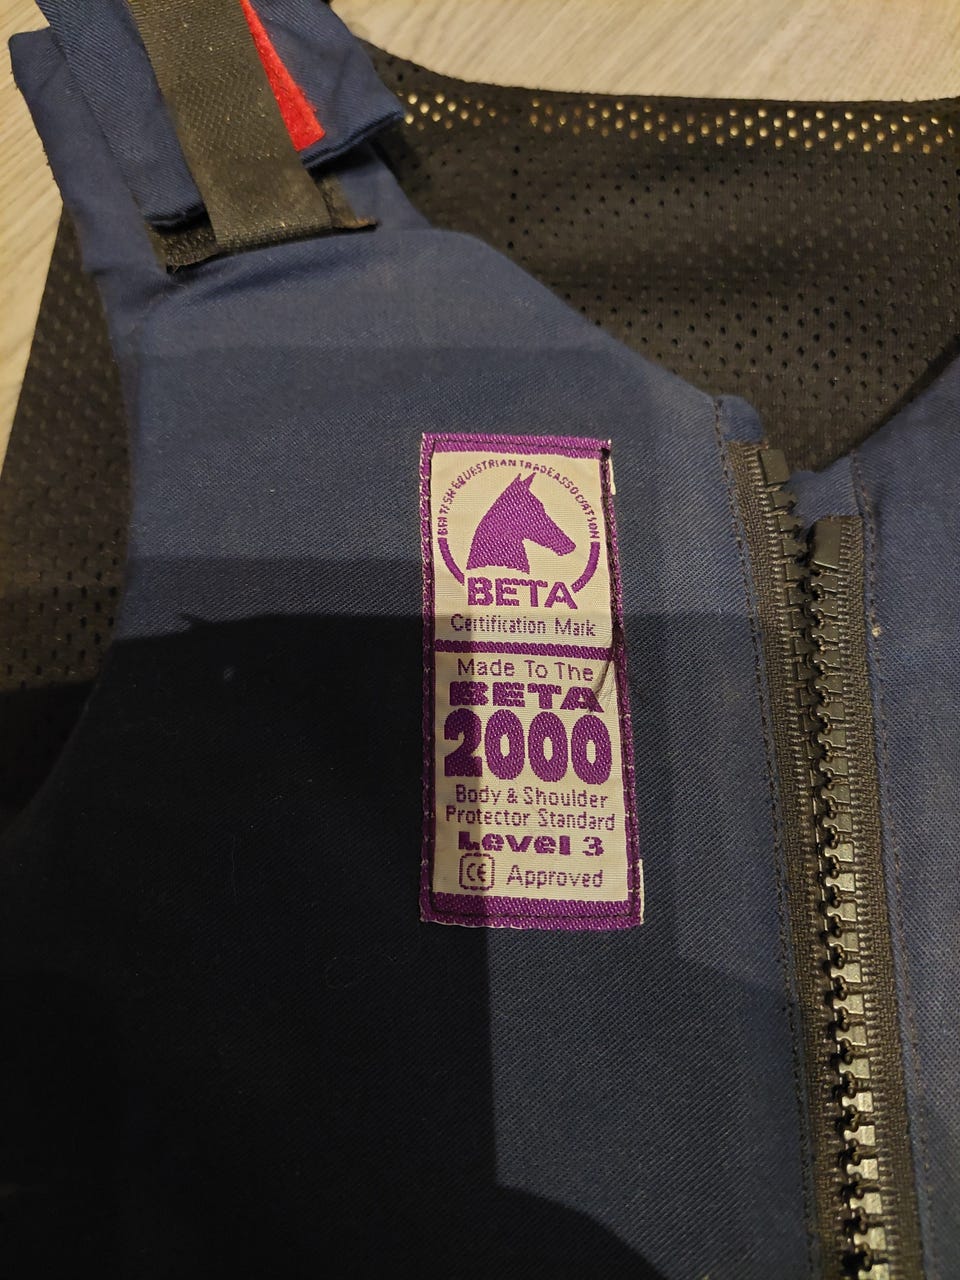 BRITISH EQUESTRIAN TRADE ASSOCIATION
BETA
Certification Mark
Made To The
BETA
2000
Body & Shoulder
Protector Standard
Level 3
CE Approved